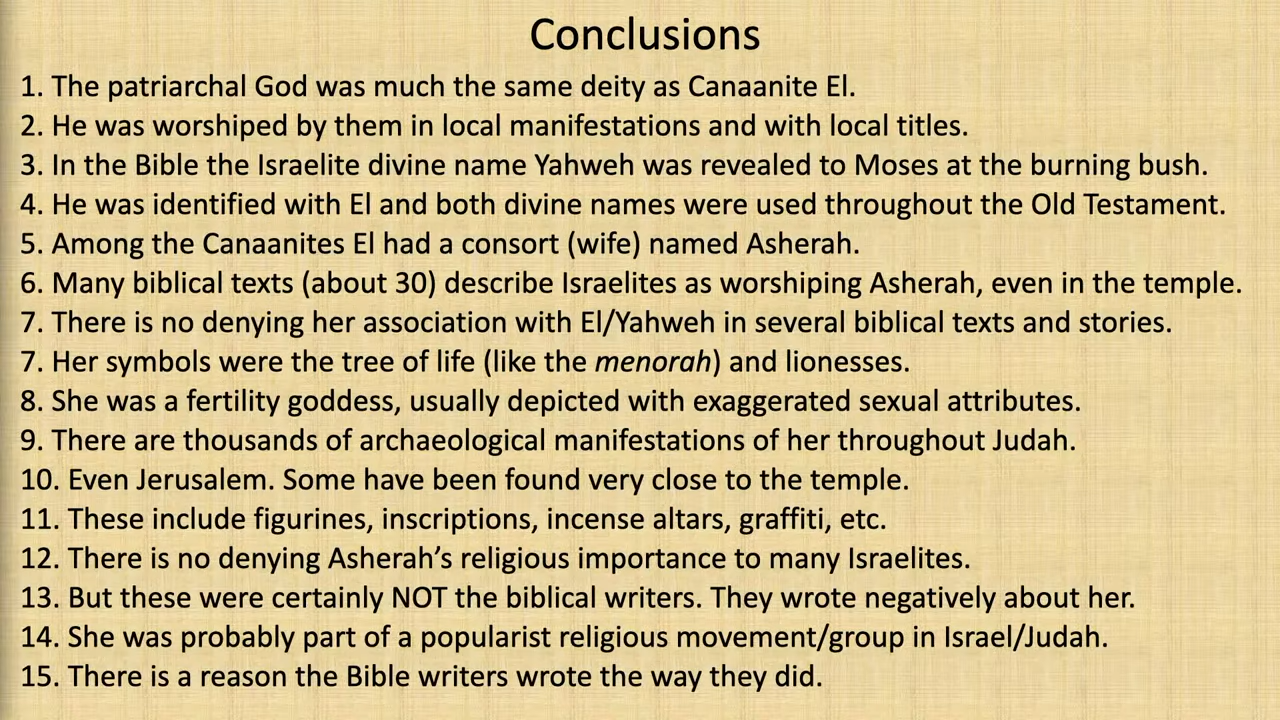 Conclusions
1. The patriarchal God was much the same deity as Canaanite El.
2. He was worshiped by them in local manifestations and with local titles.
3. In the Bible the Israelite divine name Yahweh was revealed to Moses at the burning bush.
4. He was identified with El and both divine names were used throughout the Old Testament.
5. Among the Canaanites El had a consort (wife) named Asherah.
6. Many biblical texts (about 30) describe Israelites as worshiping Asherah, even in the temple.
7. There is no denying her association with El/Yahweh in several biblical texts and stories.
7. Her symbols were the tree of life (like the menorah) and lionesses.
8. She was a fertility goddess, usually depicted with exaggerated sexual attributes.
9. There are thousands of archaeological manifestations of her throughout Judah.
10. Even Jerusalem. Some have been found very close to the temple.
11. These include figurines, inscriptions, incense altars, graffiti, etc.
12. There is no denying Asherah’s religious importance to many Israelites.
13. But these were certainly NOT the biblical writers. They wrote negatively about her.
14. She was probably part of a popularist religious movement/group in Israel/Judah.
15. There is a reason the Bible writers wrote the way they did.